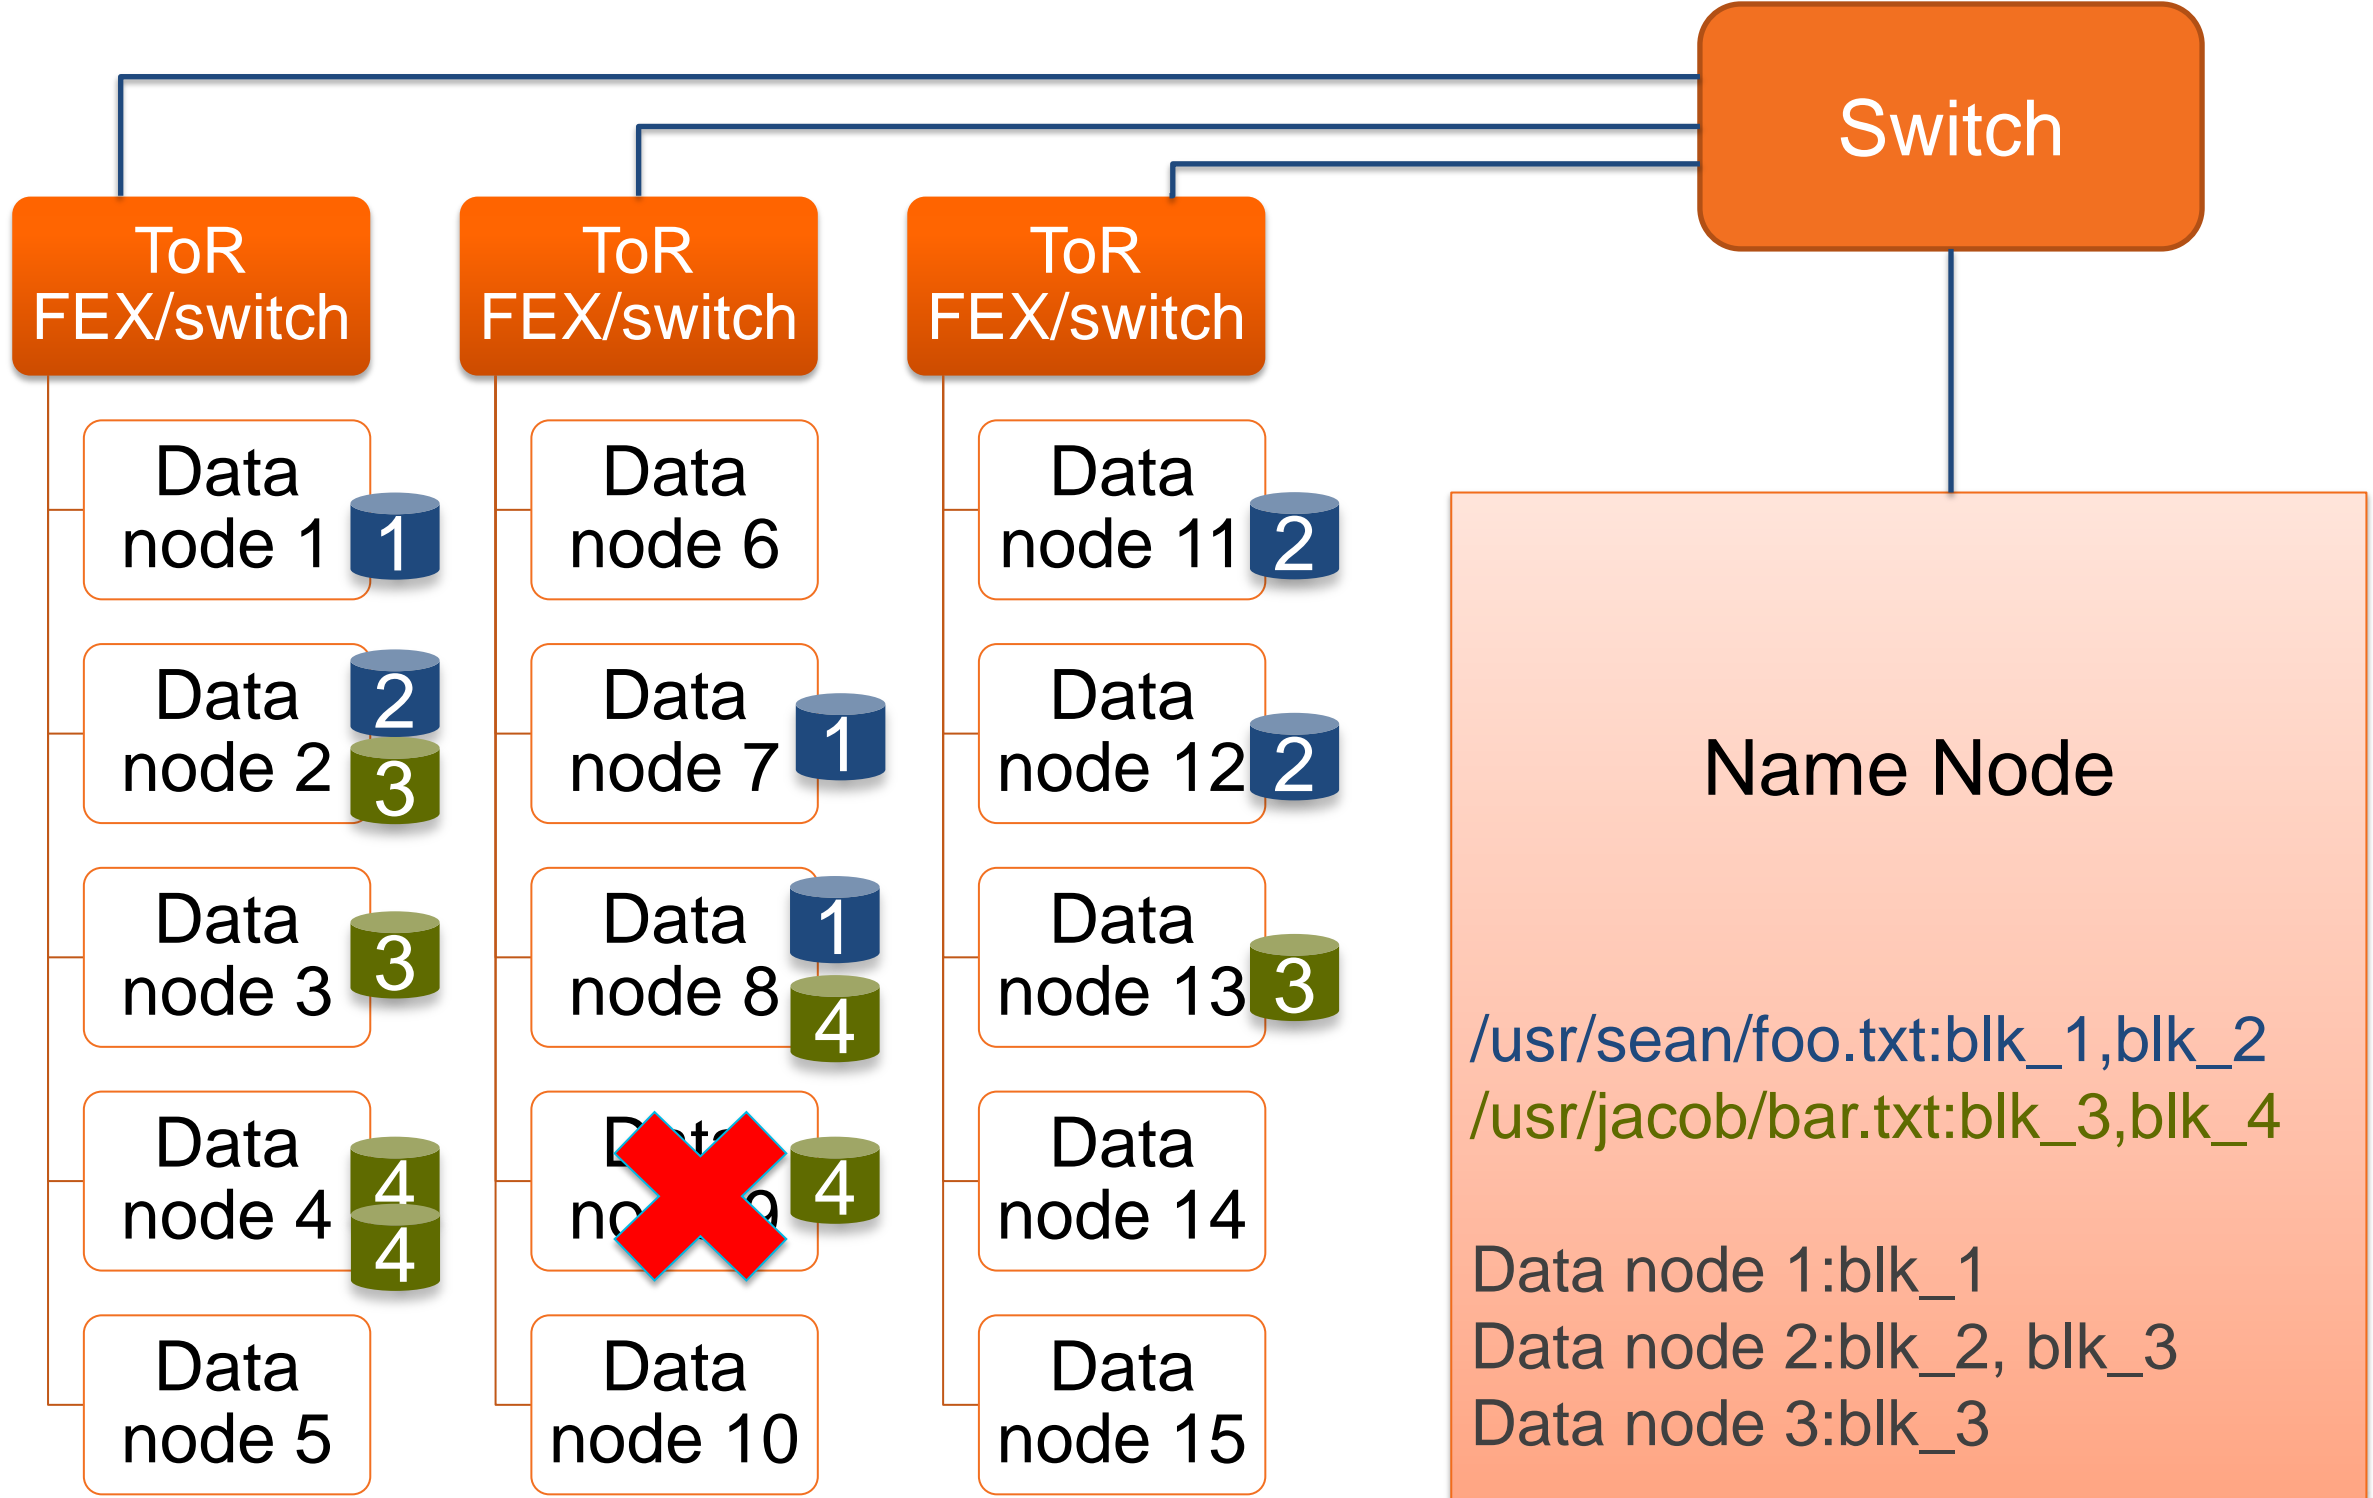 Switch
ToR
FEX/switch
ToR
FEX/switch
ToR
FEX/switch
Data
node 1
1
Data
node 2
2
3
Data
node 3
3
Data
node 4
4
4
Data
node 5
Data
node 6
Data
node 7
1
Data
node 8
1
4
9
4
Data
node 10
Data
node 11
2
Data
node 12
2
Data
node 13
3
Data
node 14
Data
node 15
Name Node
/usr/sean/foo.txt:blk_1,blk_2
/usr/jacob/bar.txt:blk_3,blk_4
Data node 1:blk_1
Data node 2:blk_2, blk_3
Data node 3:blk_3